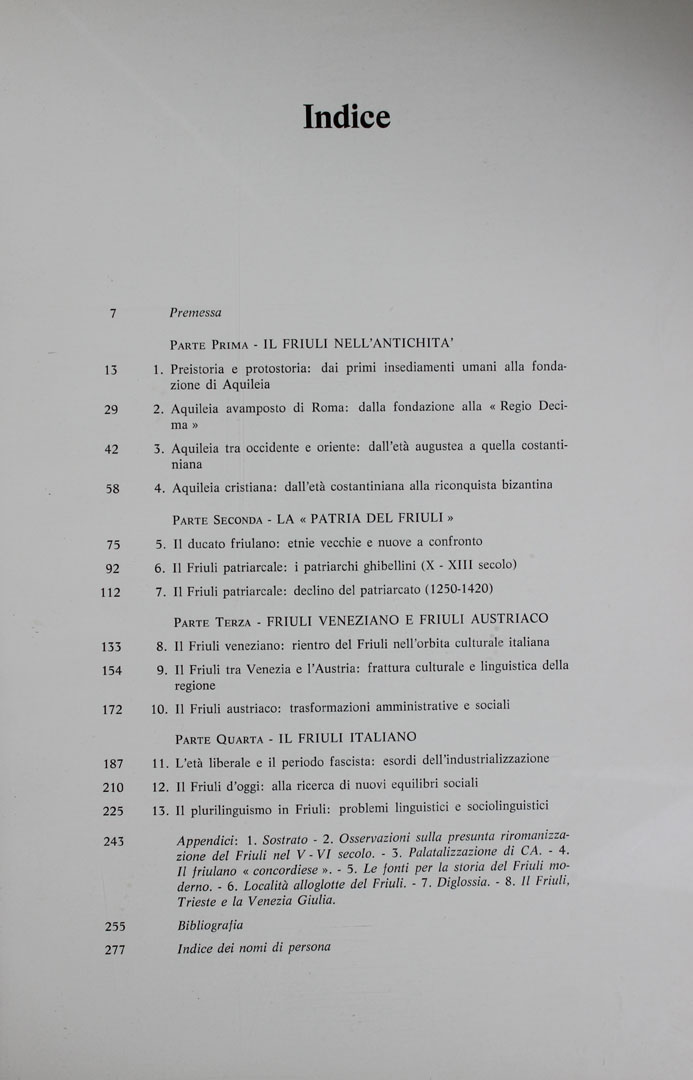 Indice
7 Premessa
PARTE PRIMA - IL FRIULI NELL'ANTICHITA'
13 1. Preistoria e protostoria: dai primi insediamenti umani alla fonda-
zione di Aquileia
29 2. Aquileia avamposto di Roma: dalla fondazione alla « Regio Deci-
ma »
42 3. Aquileia tra occidente e oriente: dall'età augustea a quella costanti-
niana
58 4. Aquileia cristiana: dall'età costantiniana alla riconquista bizantina
PARTE SECONDA - LA « PATRIA DEL FRIULI »
75 5. Il ducato friulano: etnie vecchie e nuove a confronto
92 6. Il Friuli patriarcale: i patriarchi ghibellini (X - XIII secolo)
112 7. Il Friuli patriarcale: declino del patriarcato (1250-1420)
PARTE TERZA - FRIULI VENEZIANO E FRIULI AUSTRIACO
133 8. Il Friuli veneziano: rientro del Friuli nell'orbita culturale italiana
154 9. Il Friuli tra Venezia e l'Austria: frattura culturale e linguistica della
regione
172 10. Il Friuli austriaco: trasformazioni amministrative e sociali
PARTE QUARTA - IL FRIULI ITALIANO
187 11. L'età liberale e il periodo fascista: esordi dell'industrializzazione
210 12. Il Friuli d'oggi: alla ricerca di nuovi equilibri sociali
225 13. Il plurilinguismo in Friuli: problemi linguistici e sociolinguistici
243 Appendici: 1. Sostrato - 2. Osservazioni sulla presunta riromanizza-
zione del Friuli nel V - VI secolo. - 3. Palatalizzazione di CA. - 4.
Il friulano « concordiese ». - 5. Le fonti per la storia del Friuli mo-
derno. - 6. Località alloglotte del Friuli. - 7. Diglossia. - 8. Il Friuli,
Trieste e la Venezia Giulia.
255 Bibliografia
277 Indice dei nomi di persona